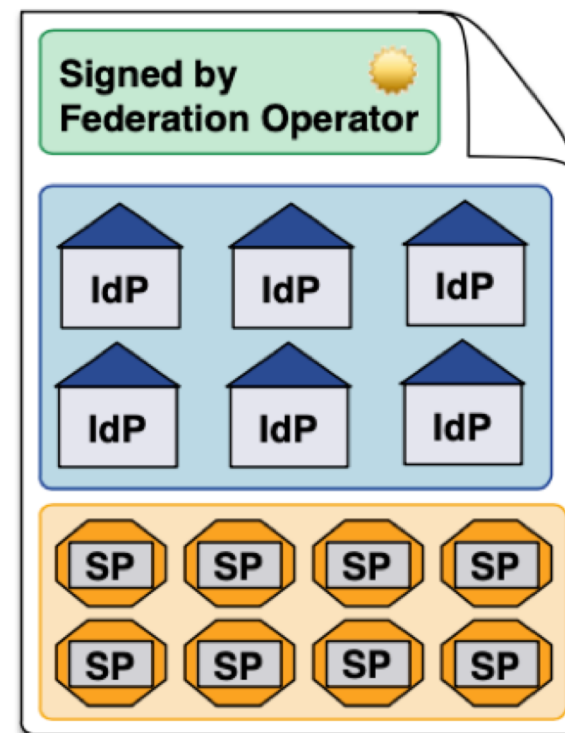 Signed by
Federation Operator
IdP IdP IdP
IdP IdP IdP
SP SP SP SP
SP SP SP SP